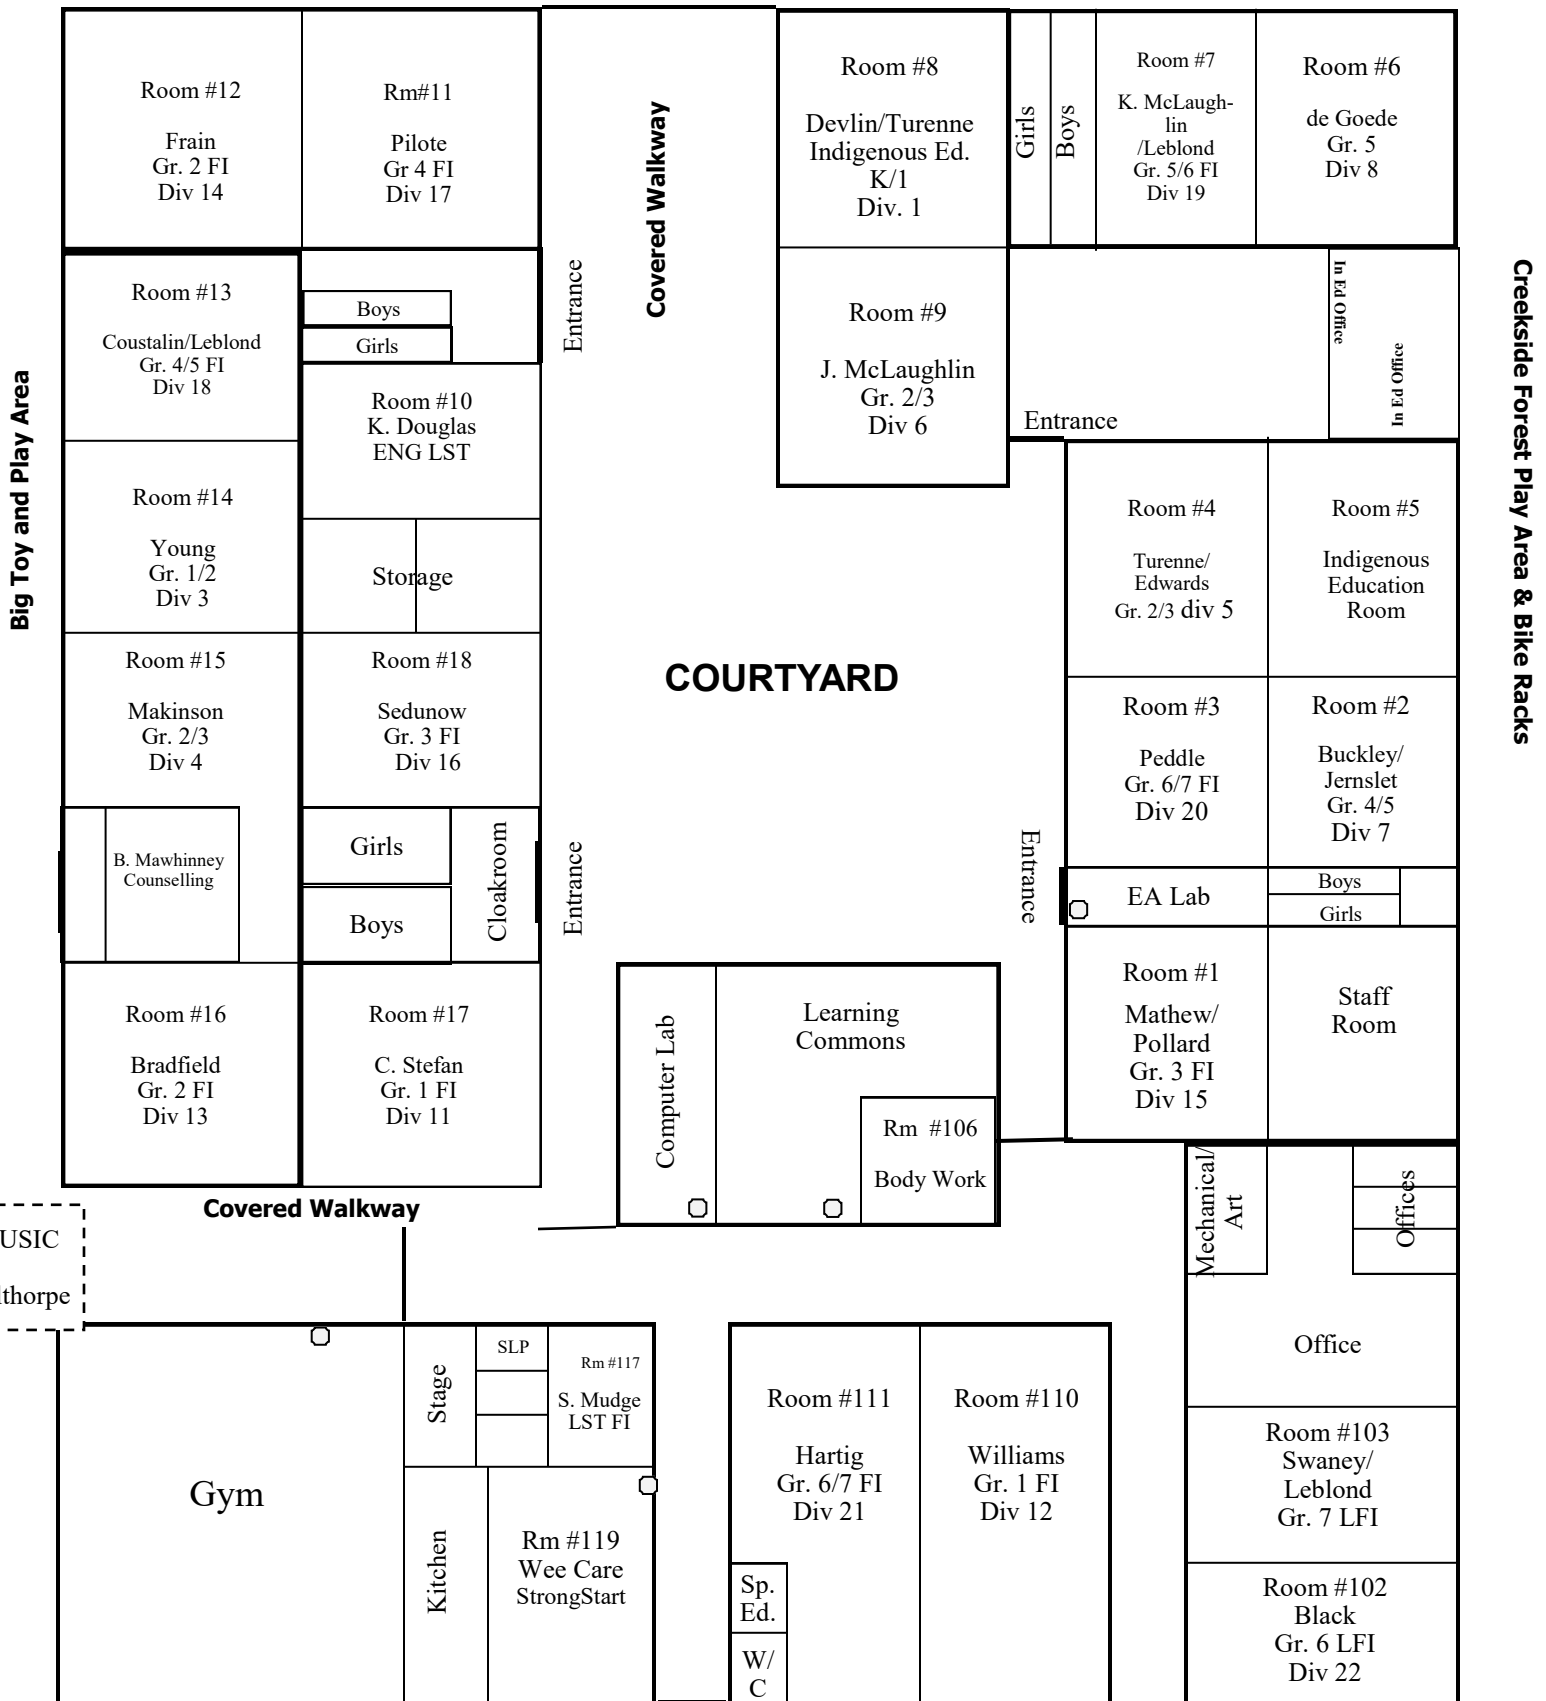 Room #12
Frain
Gr. 2 FI
Div 14
Rm#11
Pilote
Gr 4 FI
Div 17
Covered Walkway
Room #8
Devlin/Turenne
Indigenous Ed.
K/1
Div. 1
Girls
Boys
Room #7
K. McLaugh-
lin
/Leblond
Gr. 5/6 FI
Div 19
Room #6
de Goede
Gr. 5
Div 8
Big Toy and Play Area
Room #13
Coustalin/Leblond
Gr. 4/5 FI
Div 18
Boys
Girls
Entrance
Room #10
K. Douglas
ENG LST
Room #9
J. McLaughlin
Gr. 2/3
Div 6
Entrance
In Ed Office
In Ed Office
Creekside Forest Play Area & Bike Racks
Room #14
Young
Gr. 1/2
Div 3
Storage
Room #4
Turenne/
Edwards
Gr. 2/3 div 5
Room #5
Indigenous
Education
Room
Room #15
Makinson
Gr. 2/3
Div 4
Room #18
Sedunow
Gr. 3 FI
Div 16
COURTYARD
Room #3
Peddle
Gr. 6/7 FI
Div 20
Room #2
Buckley/
Jernslet
Gr. 4/5
Div 7
B. Mawhinney
Counselling
Girls
Boys
Cloakroom
Entrance
Entrance
EA Lab
Boys
Girls
Room #16
Bradfield
Gr. 2 FI
Div 13
Room #17
C. Stefan
Gr. 1 FI
Div 11
Computer Lab
Learning
Commons
Rm #106
Body Work
Room #1
Mathew/
Pollard
Gr. 3 FI
Div 15
Staff
Room
Covered Walkway
USIC
lthorpe
Mechanical/
Art
Offices
Office
Gym
Stage
SLP
Rm #117
S. Mudge
LST FI
Kitchen
Rm #119
Wee Care
StrongStart
Room #111
Hartig
Gr. 6/7 FI
Div 21
Sp.
Ed.
W/
C
Room #110
Williams
Gr. 1 FI
Div 12
Room #103
Swaney/
Leblond
Gr. 7 LFI
Room #102
Black
Gr. 6 LFI
Div 22